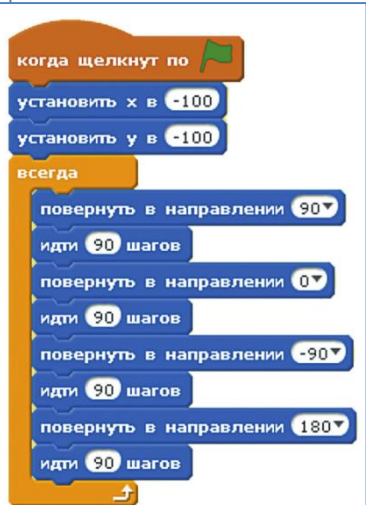 когда щелкнут по
установить x в -100
установить y в -100
всегда
повернуть в направлении 90
идти 90 шагов
повернуть в направлении 0
идти 90 шагов
повернуть в направлении -90
идти 90 шагов
повернуть в направлении 180
идти 90 шагов